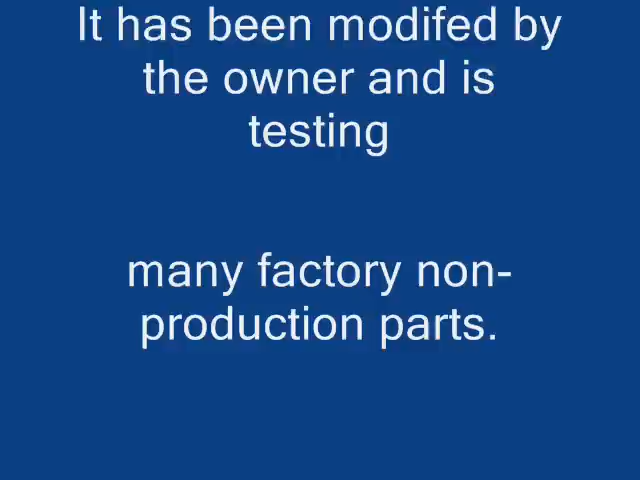 It has been modifed by
the owner and is
testing
many factory non-
production parts.